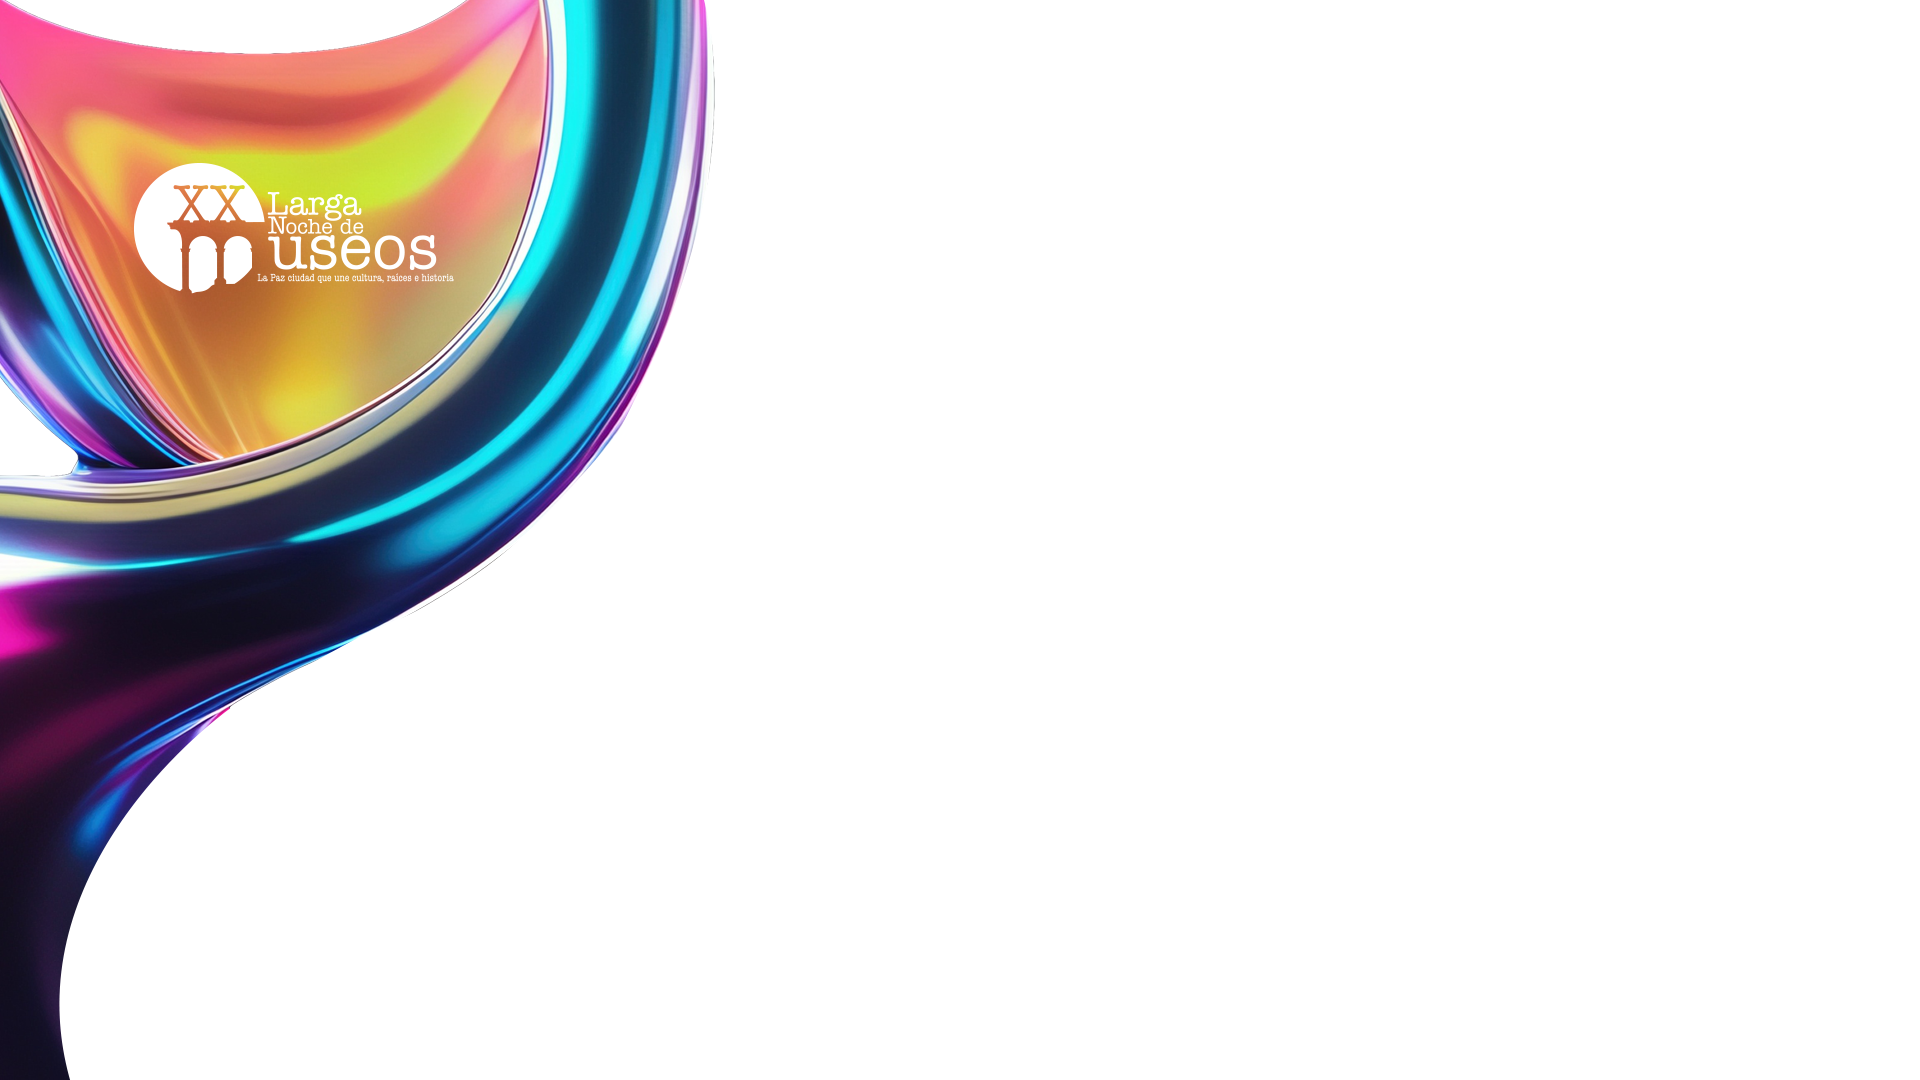 XX
Larga
Noche de
useos
La Paz ciudad que une cultura, raíces e historia